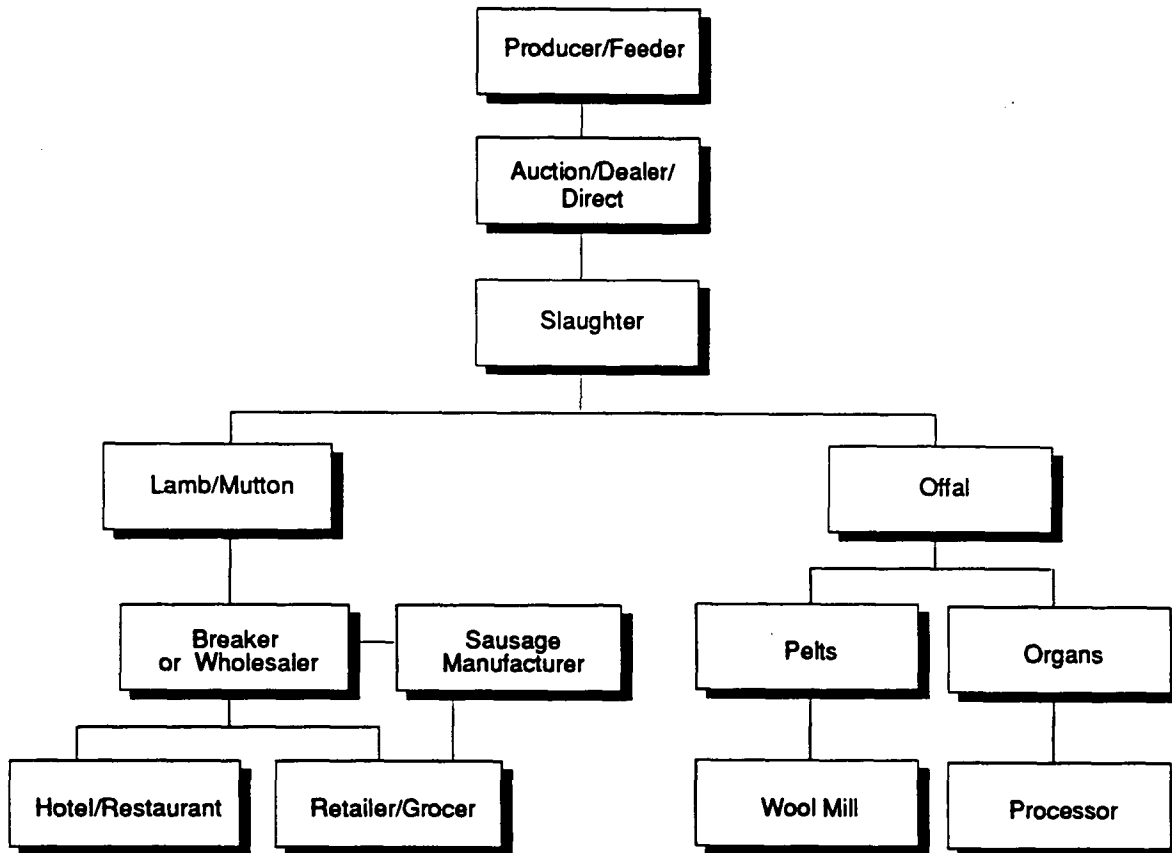 Producer/Feeder
Auction/Dealer/
Direct
Slaughter
Lamb/Mutton
Offal
Breaker
or Wholesaler
Sausage
Manufacturer
Pelts
Organs
Hotel/Restaurant
Retailer/Grocer
Wool Mill
Processor